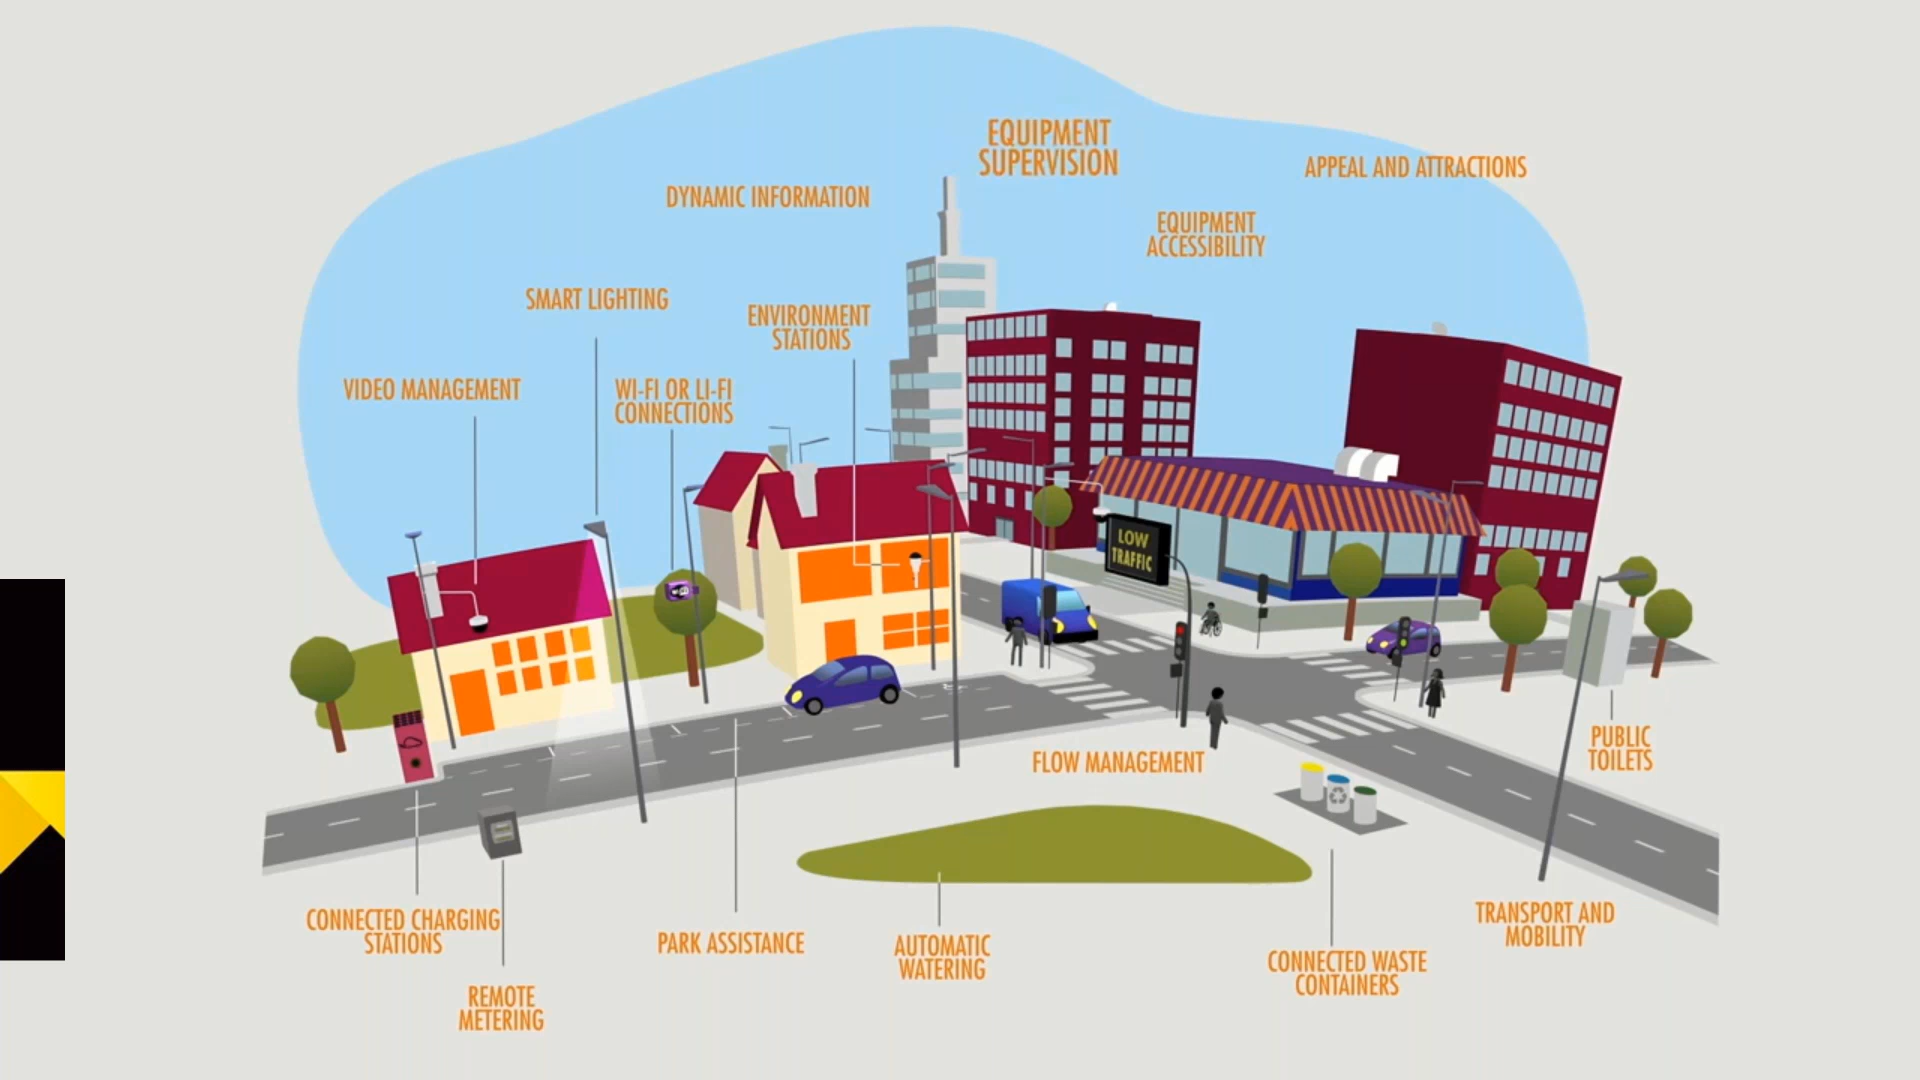 EQUIPMENT
SUPERVISION
APPEAL AND ATTRACTIONS
DYNAMIC INFORMATION
EQUIPMENT
ACCESSIBILITY
SMART LIGHTING
ENVIRONMENT
STATIONS
VIDEO MANAGEMENT
WI-FI OR LI-FI
CONNECTIONS
LOW
TRAFFIC
FLOW MANAGEMENT
PUBLIC
TOILETS
CONNECTED CHARGING
STATIONS
PARK ASSISTANCE
AUTOMATIC
WATERING
TRANSPORT AND
MOBILITY
CONNECTED WASTE
CONTAINERS
REMOTE
METERING